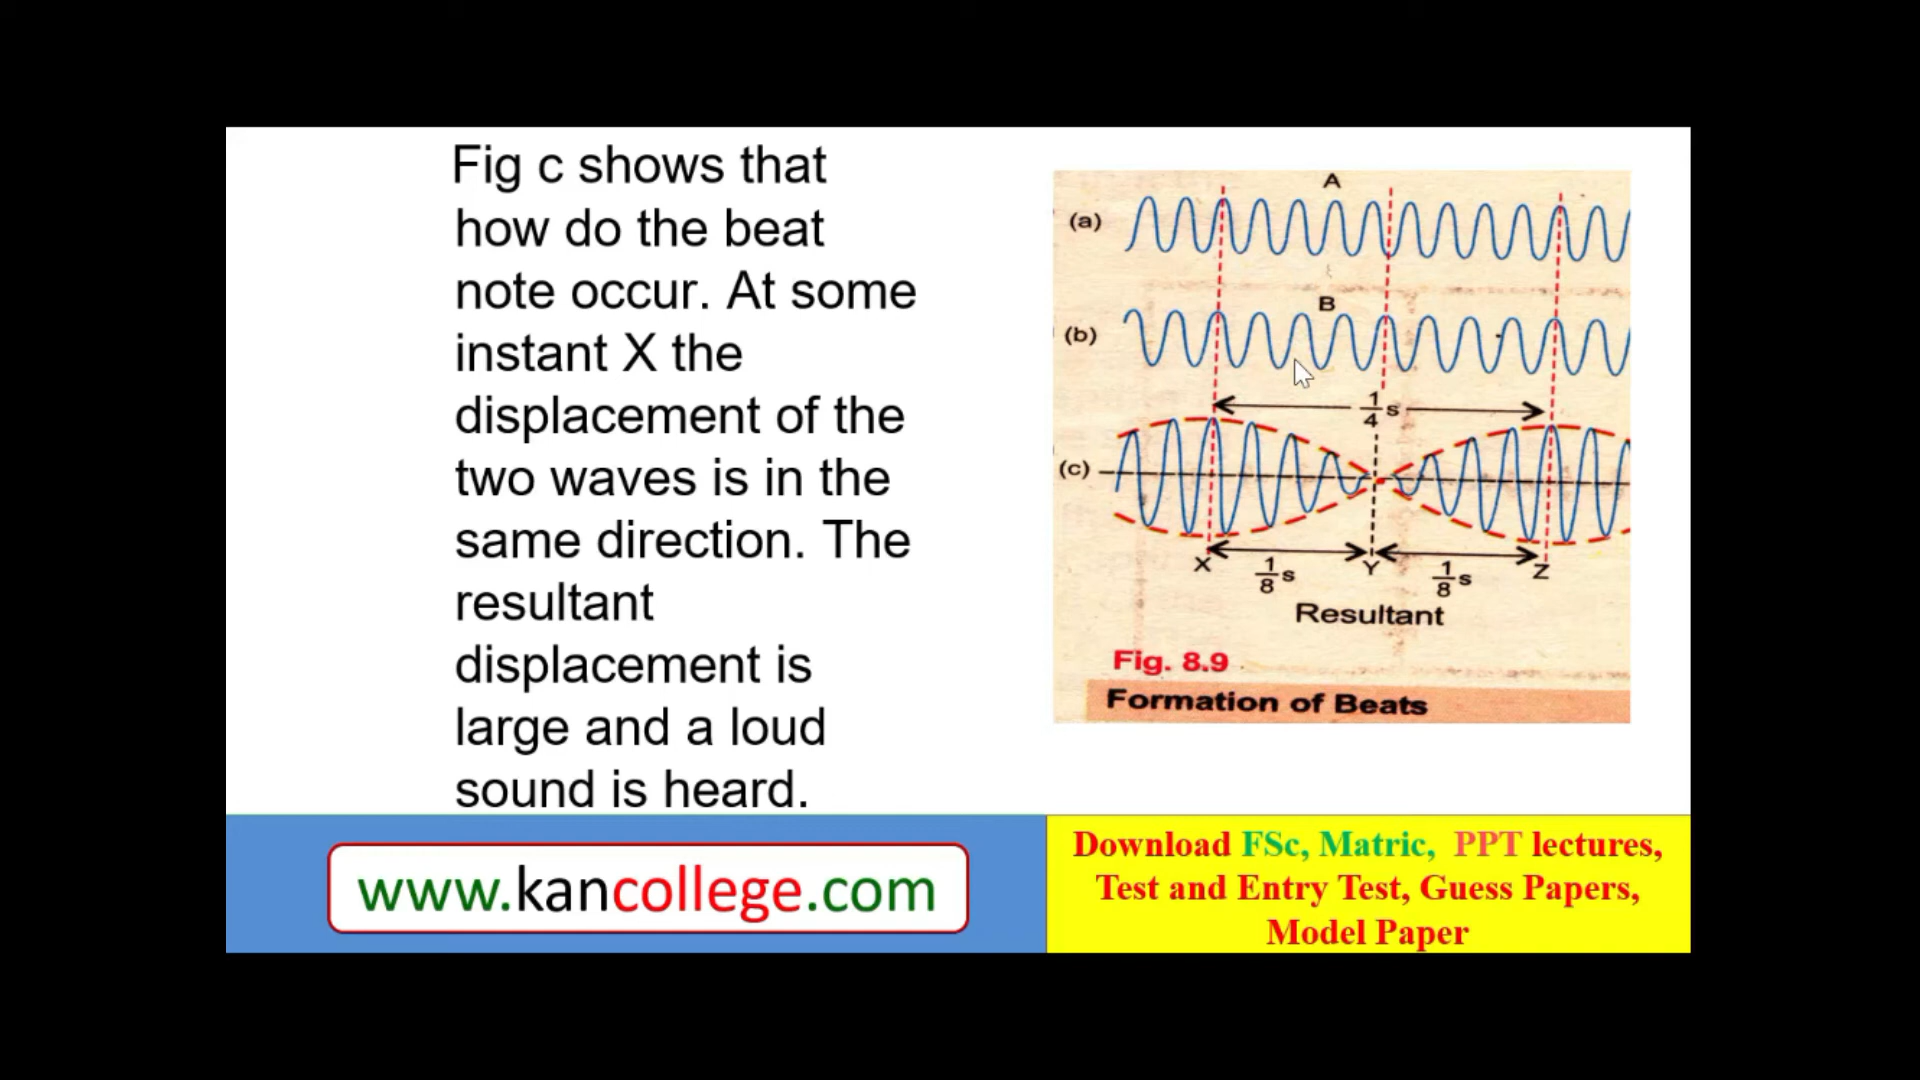 Fig c shows that
how do the beat
note occur. At some
instant X the
displacement of the
two waves is in the
same direction. The
resultant
displacement is
large and a loud
sound is heard.
A
(a)
B
(b)
1/4 s
(c)
X
1/8 s
Y
1/8 s
Z
Resultant
Fig. 8.9
Formation of Beats
www.kancollege.com
Download FSc, Matric, PPT lectures,
Test and Entry Test, Guess Papers,
Model Paper